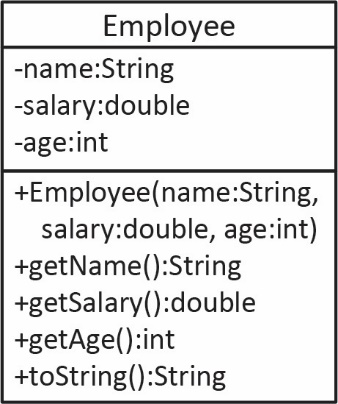 Employee
-name:String
-salary:double
-age:int
+Employee(name:String,
salary:double, age:int)
+getName():String
+getSalary():double
+getAge():int
+toString():String